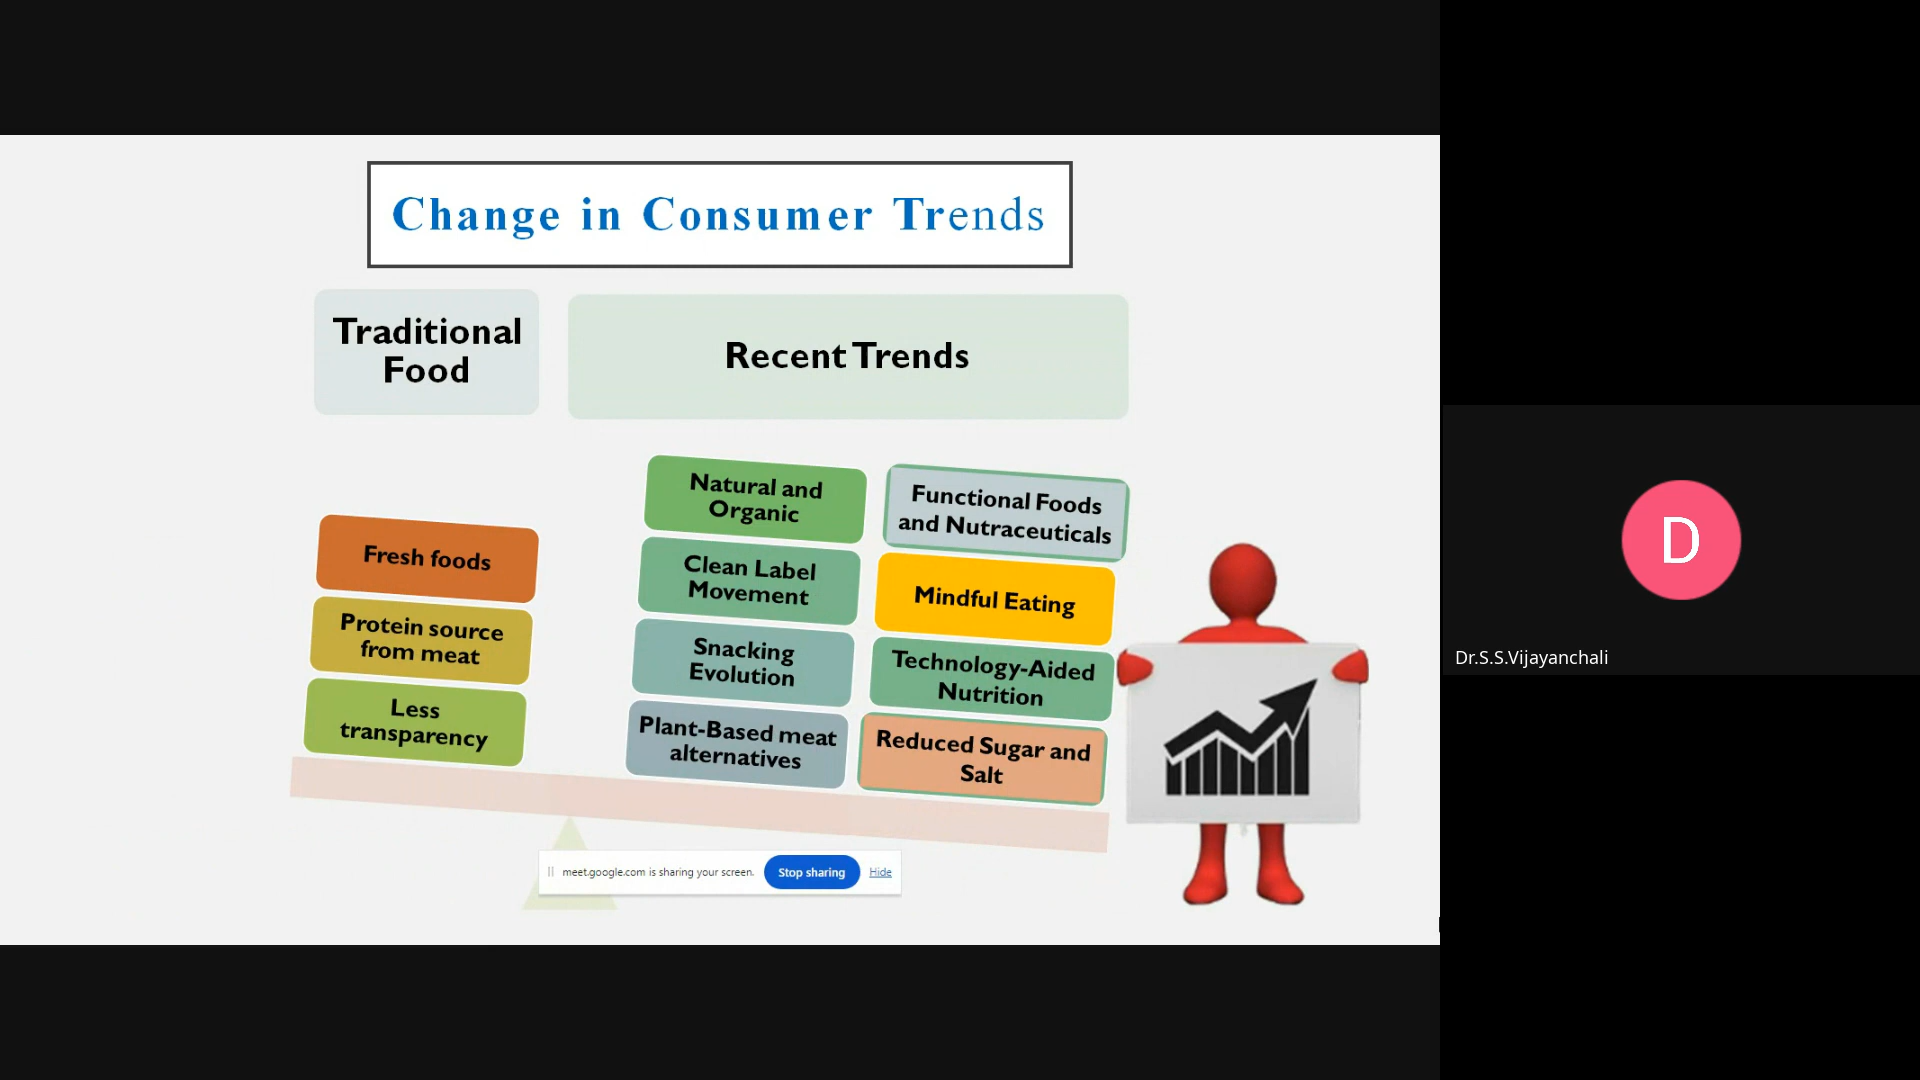 Change in Consumer Trends
Traditional
Food
Recent Trends
Fresh foods
Protein source
from meat
Less
transparency
Natural and
Organic
Clean Label
Movement
Snacking
Evolution
Plant-Based meat
alternatives
Functional Foods
and Nutraceuticals
Mindful Eating
Technology-Aided
Nutrition
Reduced Sugar and
Salt
meet.google.com is sharing your screen. Stop sharing Hide
D
Dr.S.S.Vijayanchali